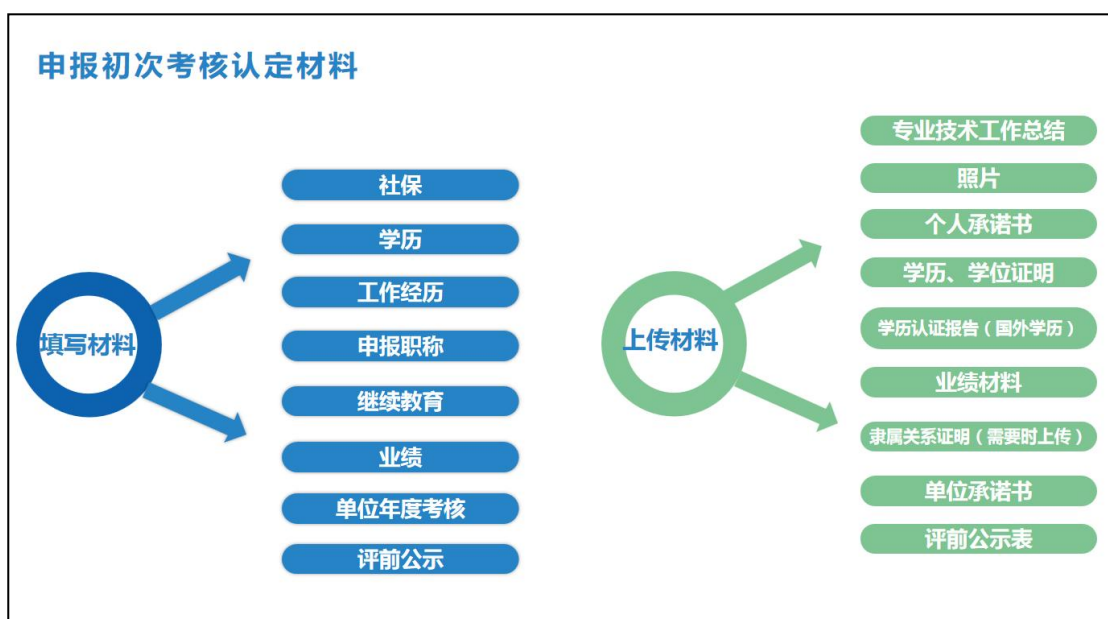 申报初次考核认定材料
填写材料
社保
学历
工作经历
申报职称
继续教育
业绩
单位年度考核
评前公示
上传材料
专业技术工作总结
照片
个人承诺书
学历、学位证明
学历认证报告（国外学历）
业绩材料
隶属关系证明（需要时上传）
单位承诺书
评前公示表